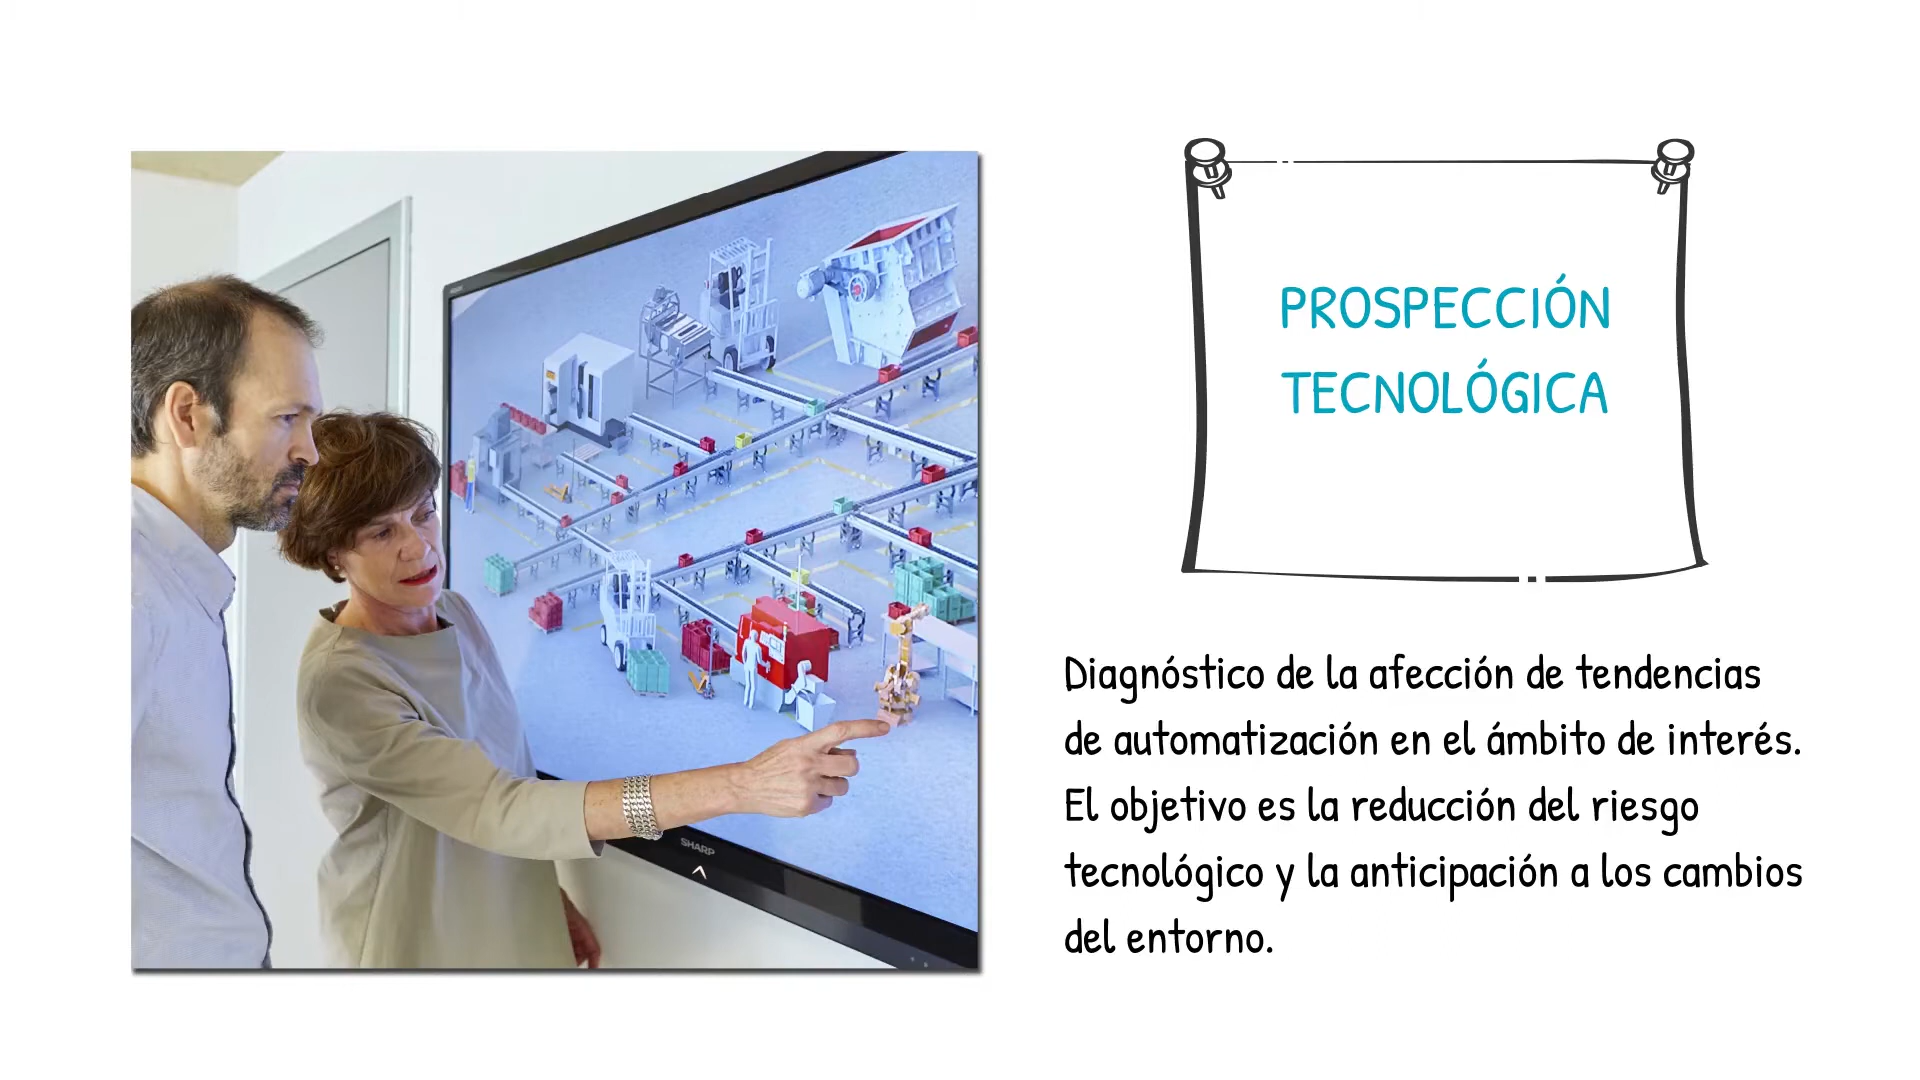 PROSPECCIÓN
TECNOLÓGICA
Diagnóstico de la afección de tendencias
de automatización en el ámbito de interés.
El objetivo es la reducción del riesgo
tecnológico y la anticipación a los cambios
del entorno.
SHARP